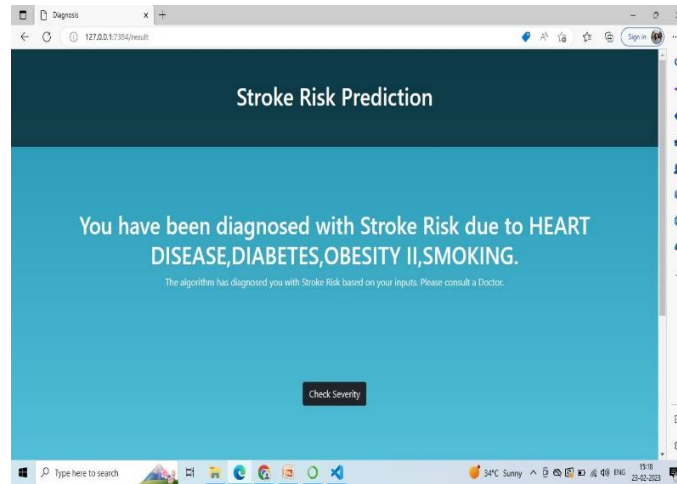 Diagnosis
127.0.0.1:7384/result
Sign in
Stroke Risk Prediction
You have been diagnosed with Stroke Risk due to HEART
DISEASE,DIABETES,OBESITY II,SMOKING.
The algorithm has diagnosed you with Stroke Risk based on your inputs. Please consult a Doctor.
Check Severity
Type here to search
34°C Sunny
ENG
15:18
23-02-2023